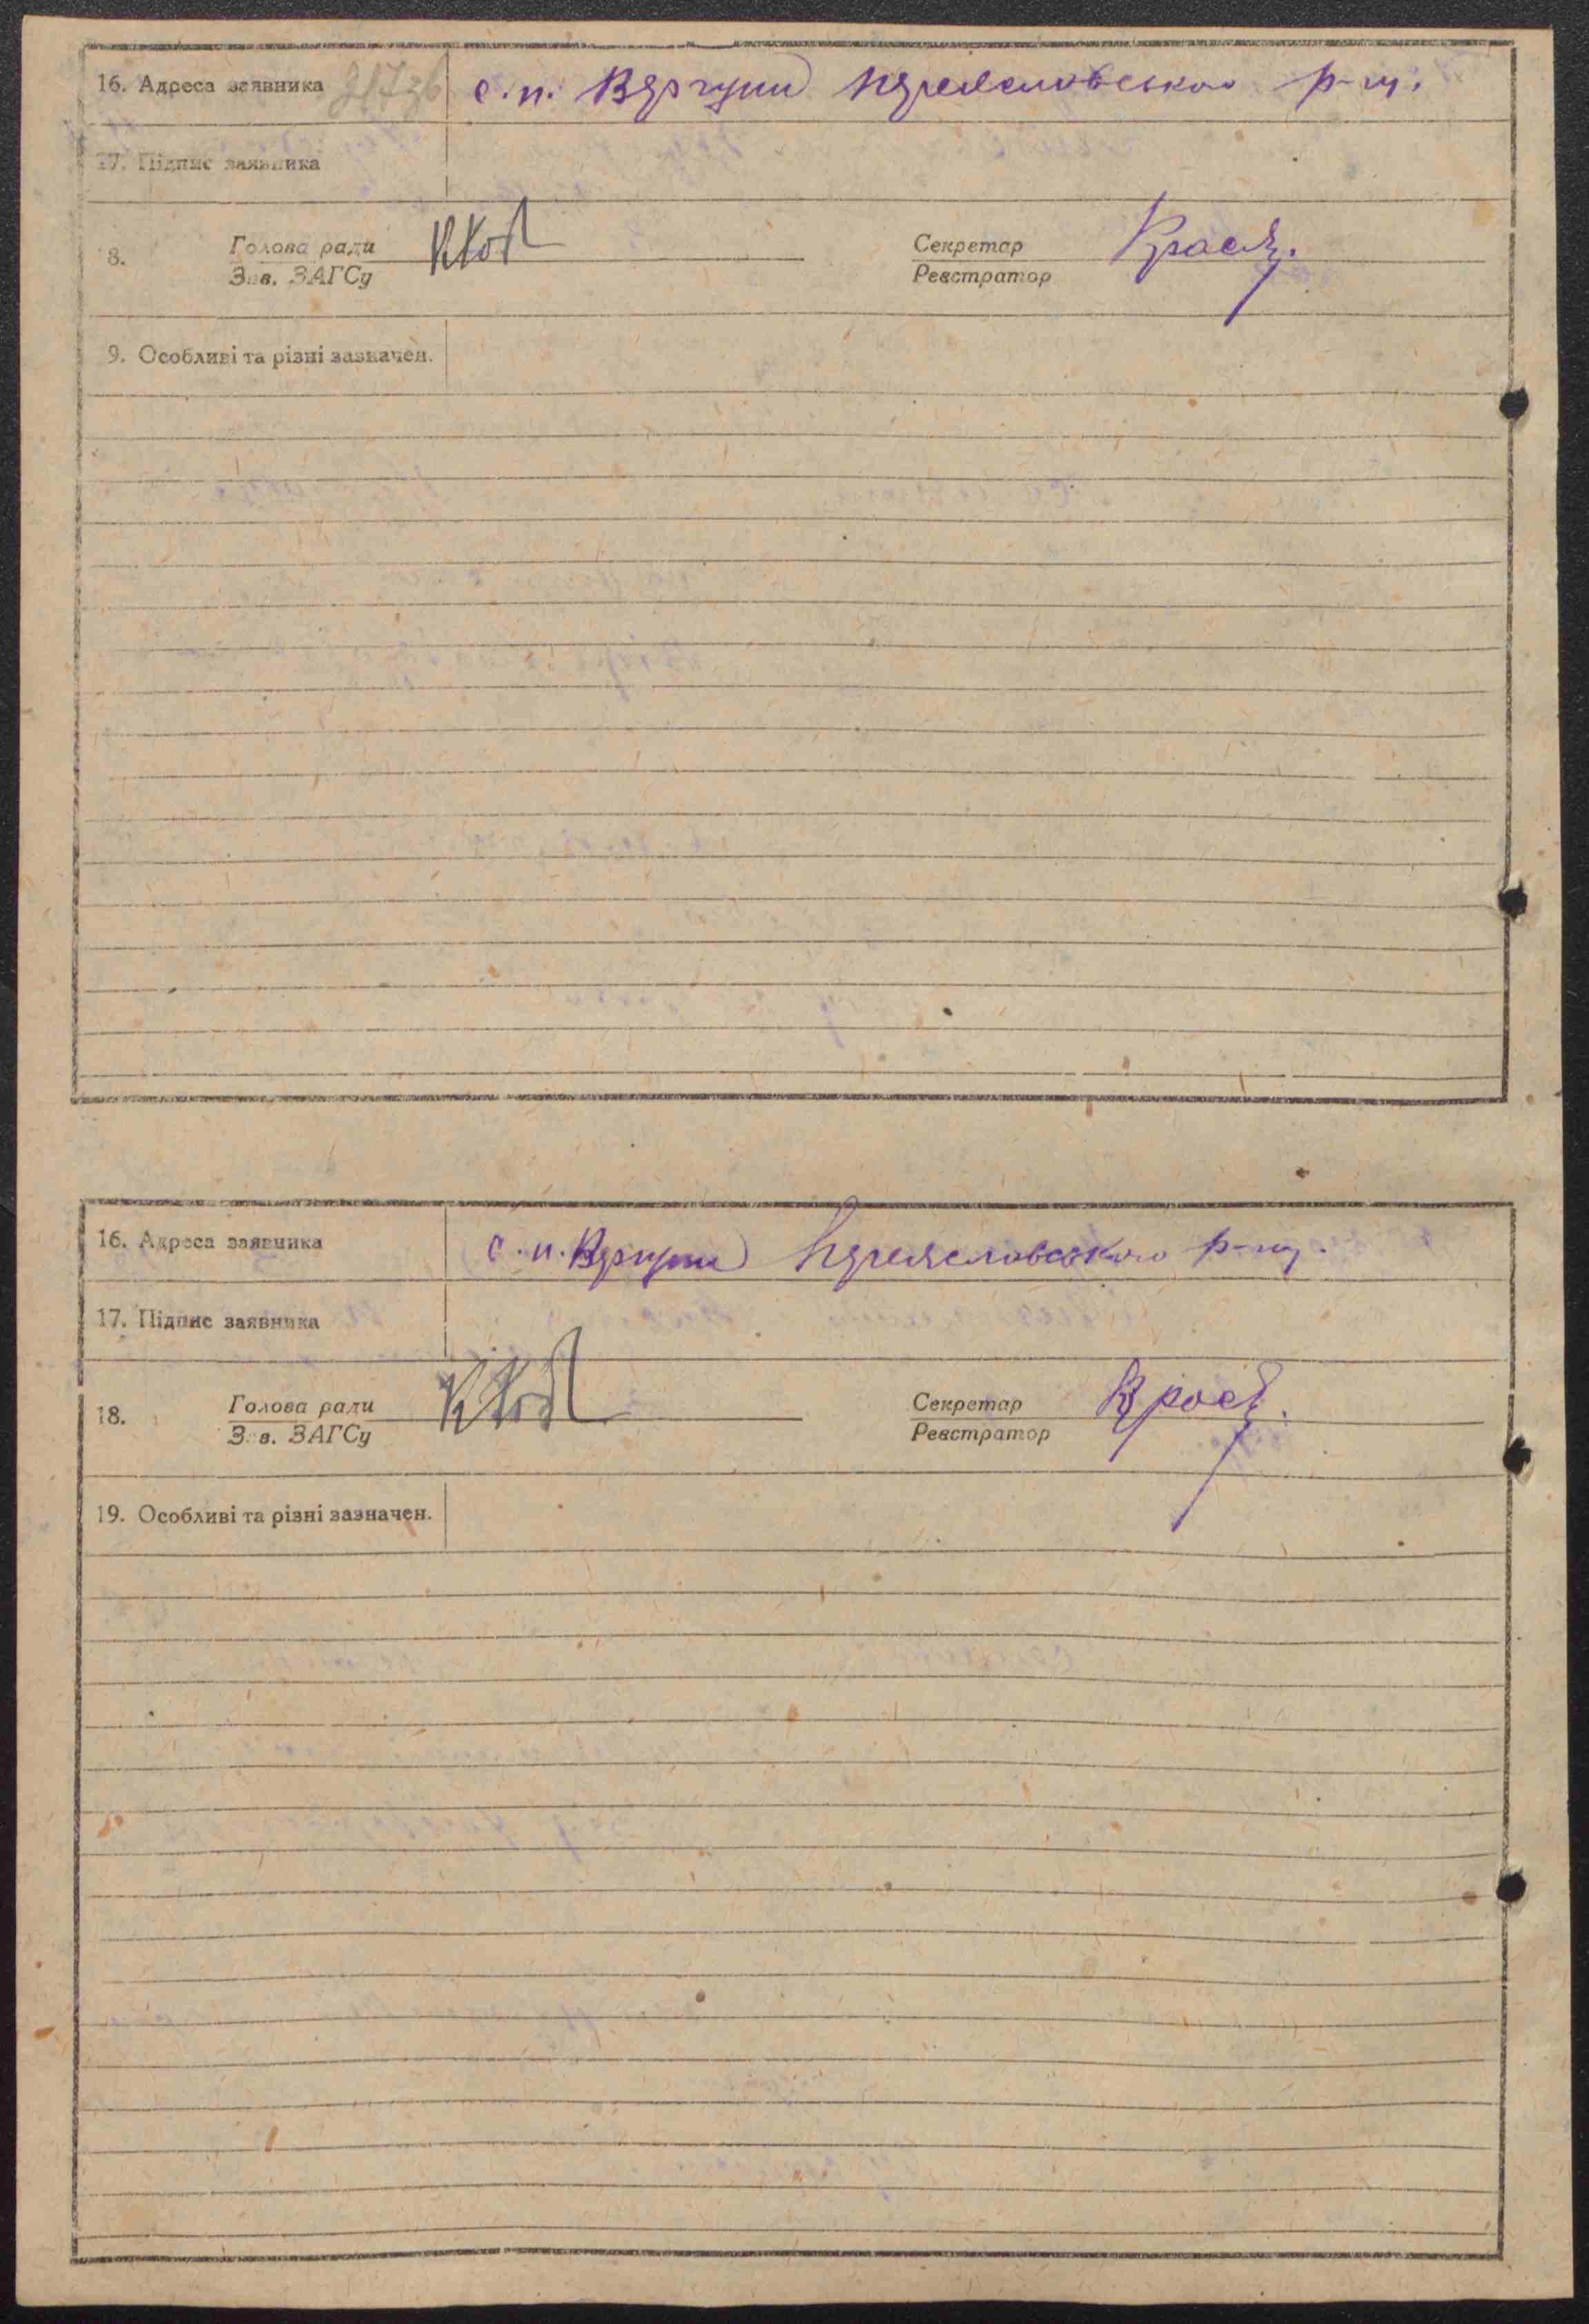 16. Адреса заявника 217зв с. п. Вергуни Переяславського р-ну.
17. Підпис заявника
8. Голова ради Секретар
Зав. ЗАГСу Реєстратор
9. Особливі та різні зазначен.
16. Адреса заявника с. п. Вергуни Переяславського р-ну.
17. Підпис заявника
18. Голова ради Секретар
Зав. ЗАГСу Реєстратор
19. Особливі та різні зазначен.